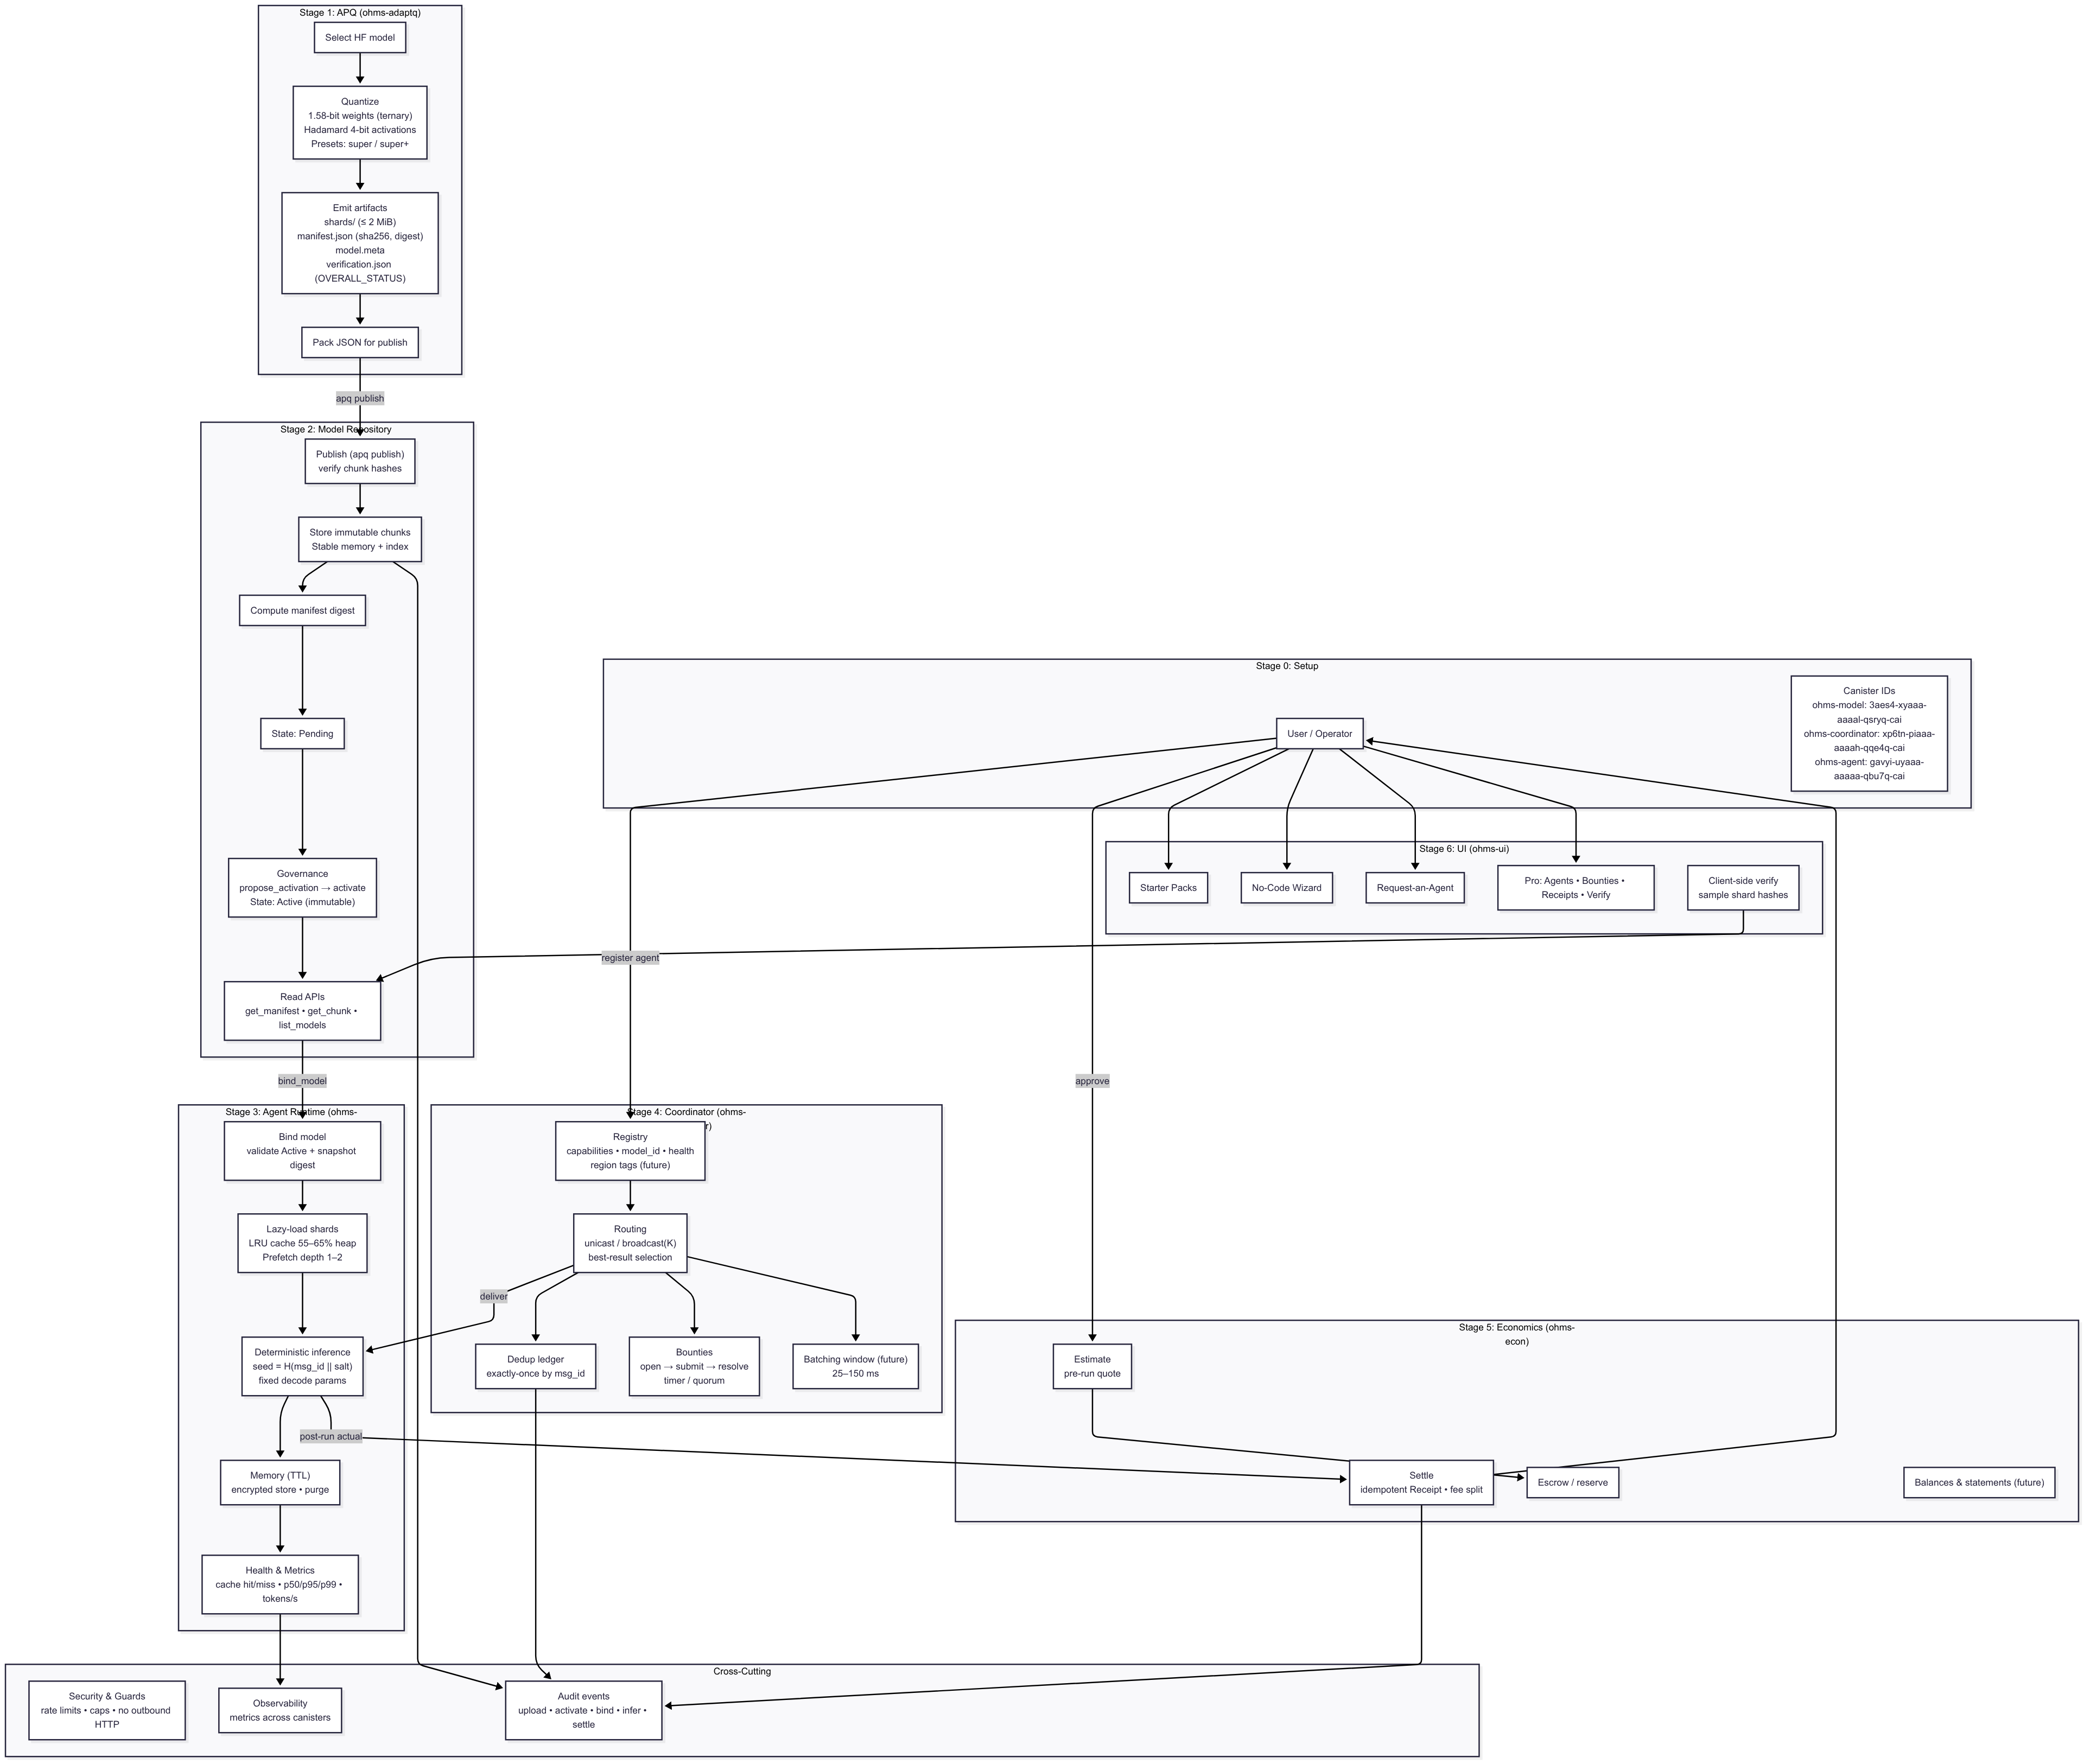 Stage 1: APQ (ohms-adaptq)
Select HF model
Quantize
1.58-bit weights (ternary)
Hadamard 4-bit activations
Presets: super / super+
Emit artifacts
shards/ (≤ 2 MiB)
manifest.json (sha256, digest)
model.meta
verification.json
(OVERALL_STATUS)
Pack JSON for publish
apq publish
Stage 2: Model Repository
Publish (apq publish)
verify chunk hashes
Store immutable chunks
Stable memory + index
Compute manifest digest
State: Pending
Governance
propose_activation → activate
State: Active (immutable)
Read APIs
get_manifest • get_chunk •
list_models
Stage 0: Setup
User / Operator
Canister IDs
ohms-model: 3aes4-xyaaa-
aaaal-qsryq-cai
ohms-coordinator: xp6tn-piaaa-
aaaah-qqe4q-cai
ohms-agent: gavyi-uyaaa-
aaaaa-qbu7q-cai
Stage 6: UI (ohms-ui)
Starter Packs
No-Code Wizard
Request-an-Agent
Pro: Agents • Bounties •
Receipts • Verify
Client-side verify
sample shard hashes
register agent
bind_model
approve
Stage 3: Agent Runtime (ohms-
Bind model
validate Active + snapshot
digest
Lazy-load shards
LRU cache 55–65% heap
Prefetch depth 1–2
Deterministic inference
seed = H(msg_id || salt)
fixed decode params
post-run actual
Memory (TTL)
encrypted store • purge
Health & Metrics
cache hit/miss • p50/p95/p99 •
tokens/s
Stage 4: Coordinator (ohms-
r)
Registry
capabilities • model_id • health
region tags (future)
Routing
unicast / broadcast(K)
best-result selection
deliver
Dedup ledger
exactly-once by msg_id
Bounties
open → submit → resolve
timer / quorum
Batching window (future)
25–150 ms
Stage 5: Economics (ohms-
econ)
Estimate
pre-run quote
Settle
idempotent Receipt • fee split
Escrow / reserve
Balances & statements (future)
Cross-Cutting
Security & Guards
rate limits • caps • no outbound
HTTP
Observability
metrics across canisters
Audit events
upload • activate • bind • infer •
settle